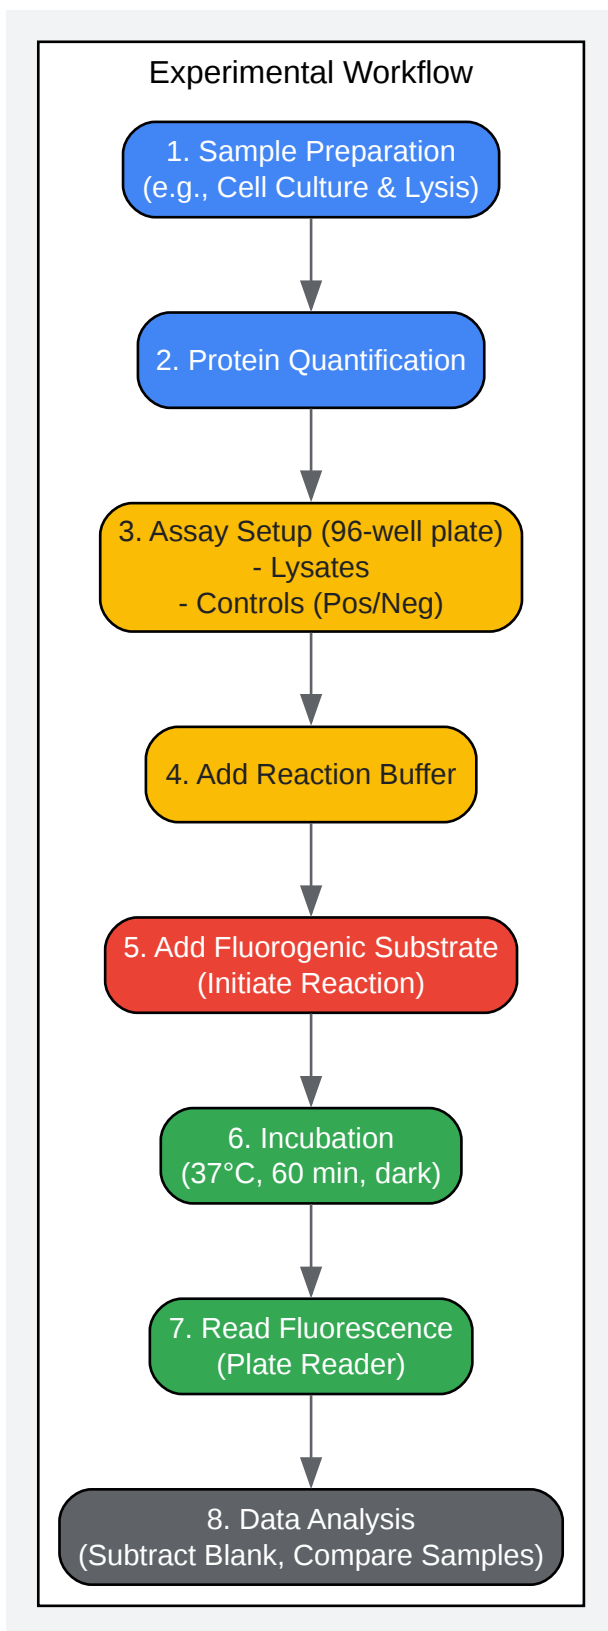 Experimental Workflow
1. Sample Preparation
(e.g., Cell Culture & Lysis)
2. Protein Quantification
3. Assay Setup (96-well plate)
- Lysates
- Controls (Pos/Neg)
4. Add Reaction Buffer
5. Add Fluorogenic Substrate
(Initiate Reaction)
6. Incubation
(37°C, 60 min, dark)
7. Read Fluorescence
(Plate Reader)
8. Data Analysis
(Subtract Blank, Compare Samples)